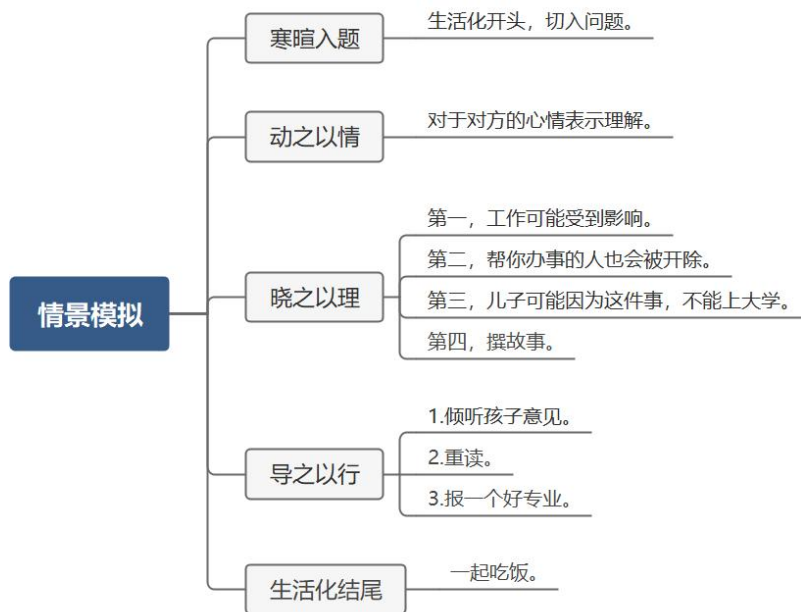 寒暄入题
生活化开头，切入问题。
动之以情
对于对方的心情表示理解。
情景模拟
晓之以理
第一，工作可能受到影响。
第二，帮你办事的人也会被开除。
第三，儿子可能因为这件事，不能上大学。
第四，撰故事。
导之以行
1.倾听孩子意见。
2.重读。
3.报一个好专业。
生活化结尾
一起吃饭。